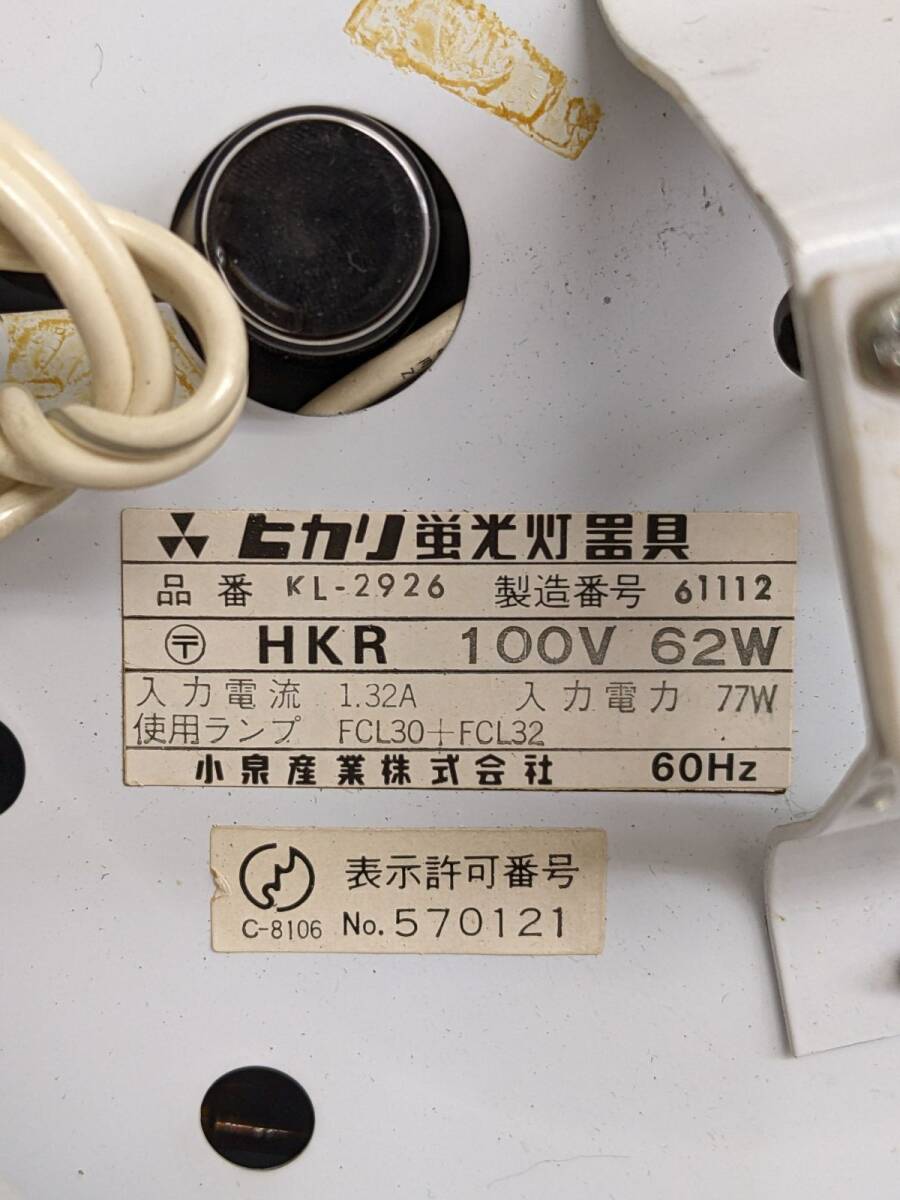 ヒカリ蛍光灯器具
品番 KL-2926 製造番号 61112
〒 HKR 100V 62W
入力電流 1.32A 入力電力 77W
使用ランプ FCL30+FCL32
小泉産業株式会社 60Hz
表示許可番号
C-8106 No. 570121